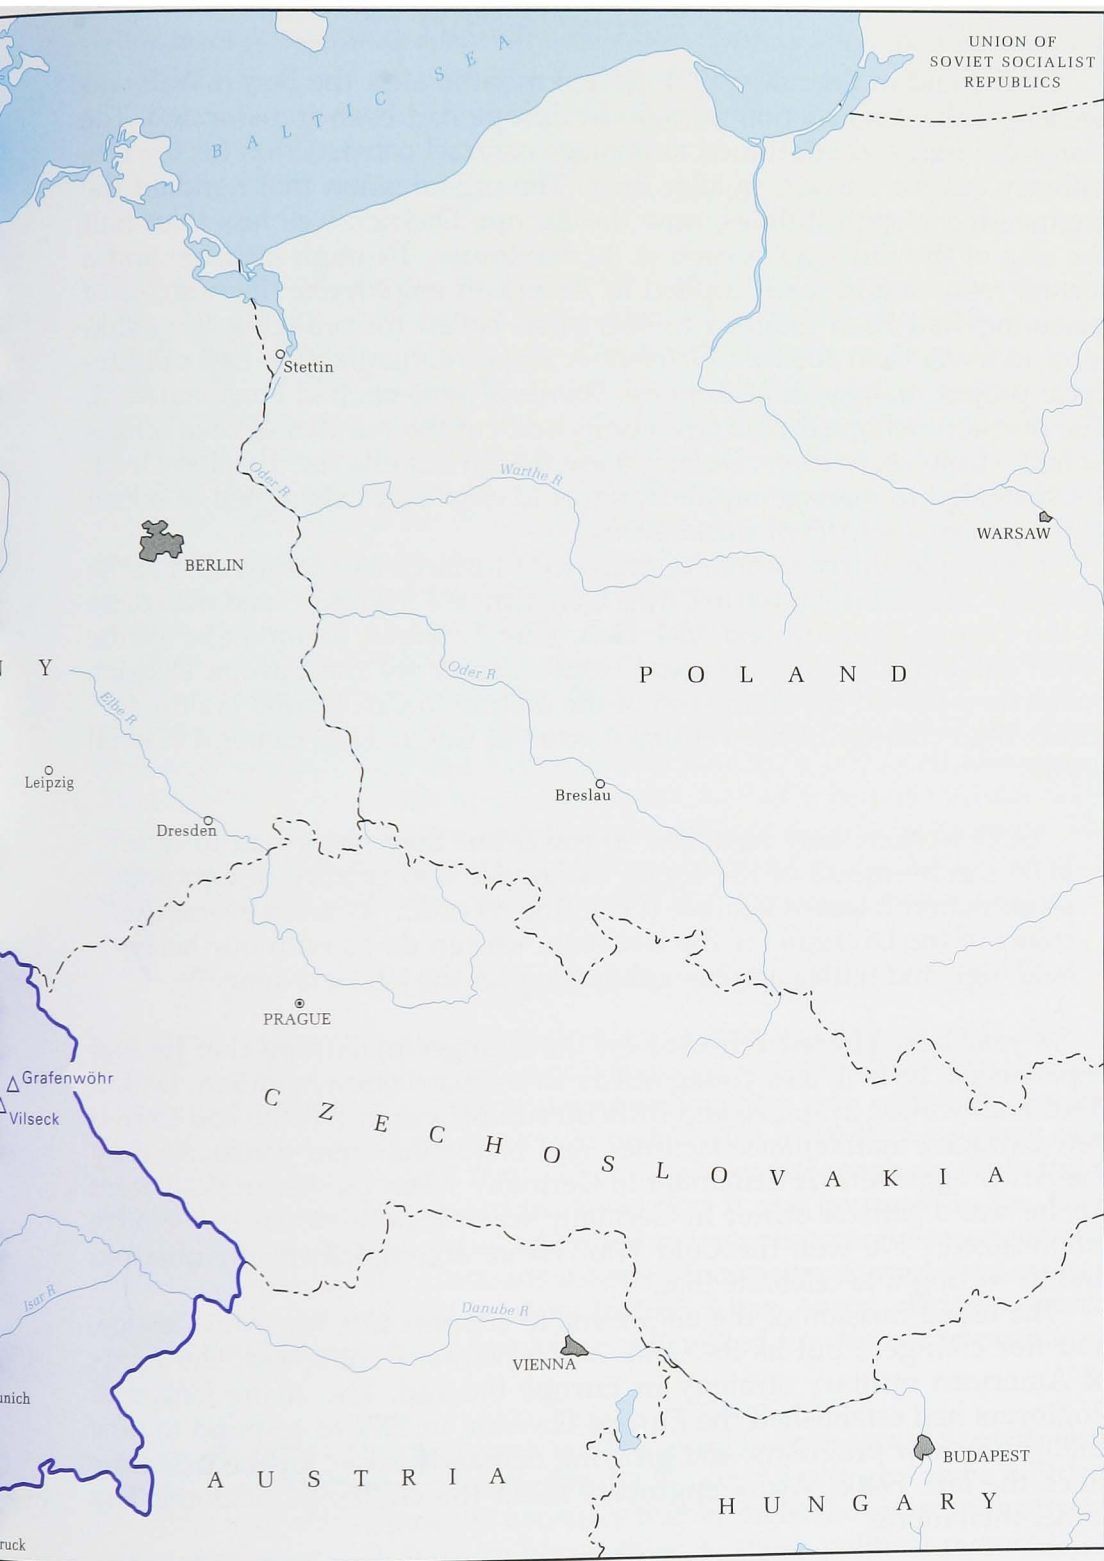 UNION OF
SOVIET SOCIALIST
REPUBLICS
BALTIC SEA
Stettin
Oder R
Warthe R
WARSAW
BERLIN
N Y
Elbe R
Oder R
POLAND
Leipzig
Breslau
Dresden
PRAGUE
Grafenwöhr
Vilseck
CZECHOSLOVAKIA
Isar R
Danube R
VIENNA
unich
BUDAPEST
AUSTRIA
HUNGARY
ruck